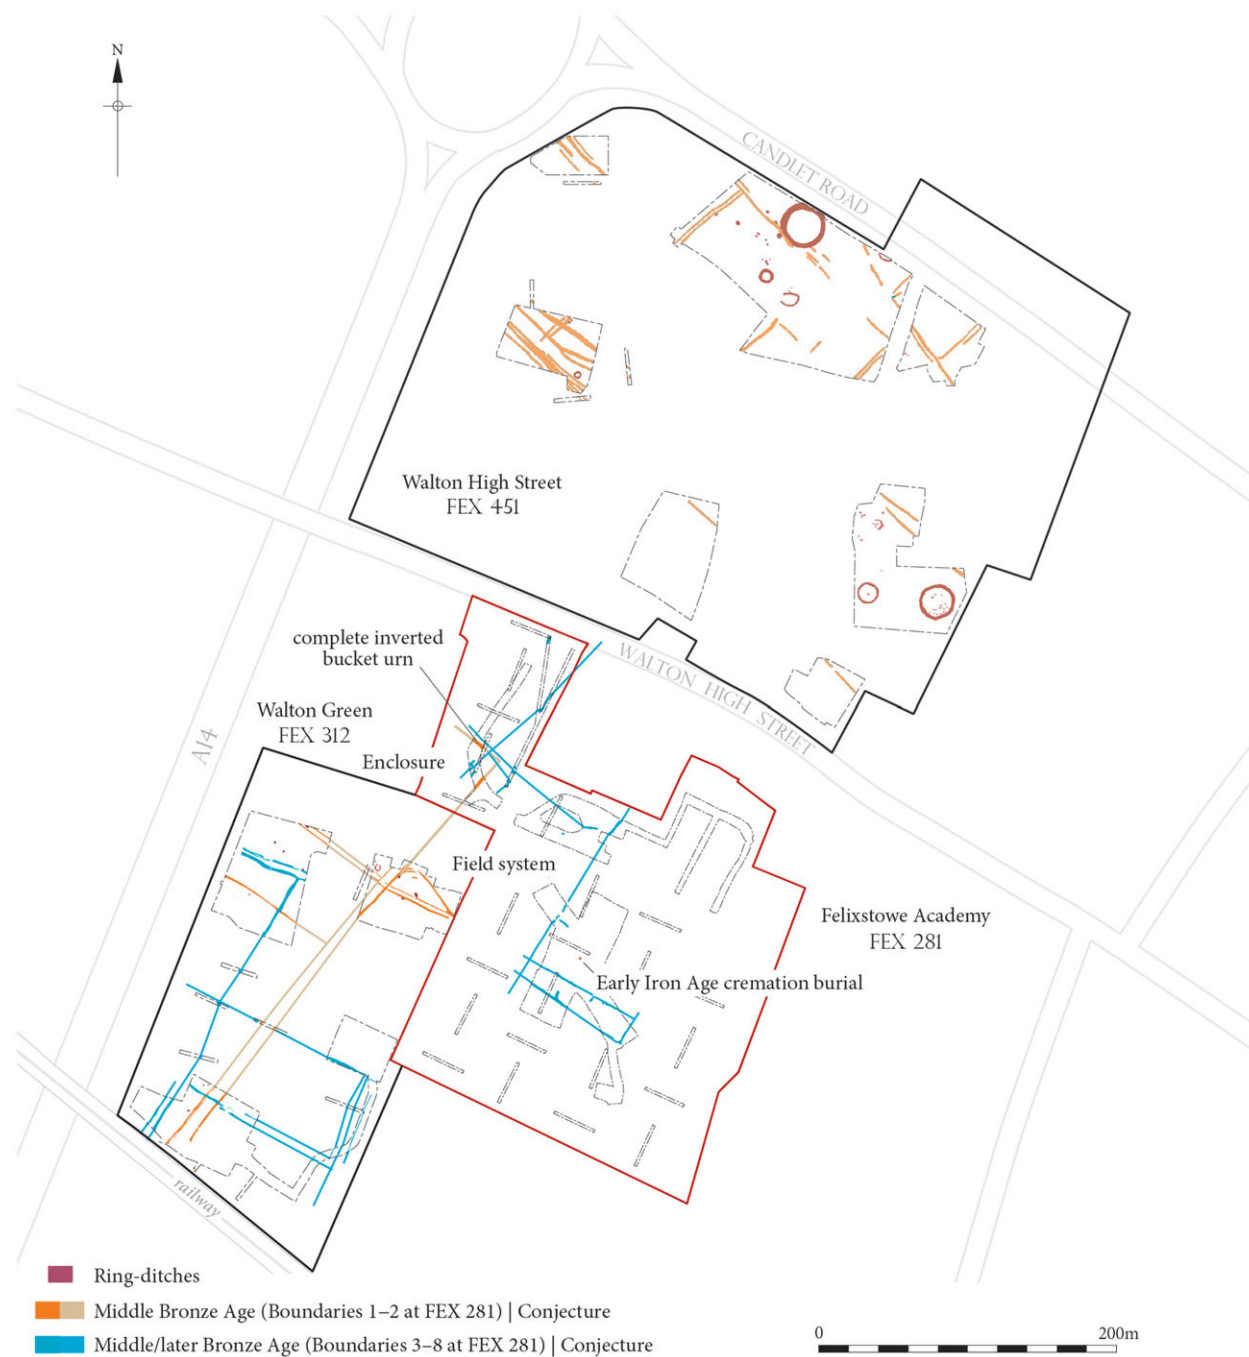 N
CANDLET ROAD
Walton High Street
FEX 451
complete inverted
bucket urn
WALTON HIGH STREET
Walton Green
FEX 312
A14
Enclosure
Field system
Felixstowe Academy
FEX 281
Early Iron Age cremation burial
railway
Ring-ditches
Middle Bronze Age (Boundaries 1–2 at FEX 281) | Conjecture
Middle/later Bronze Age (Boundaries 3–8 at FEX 281) | Conjecture
0 200m